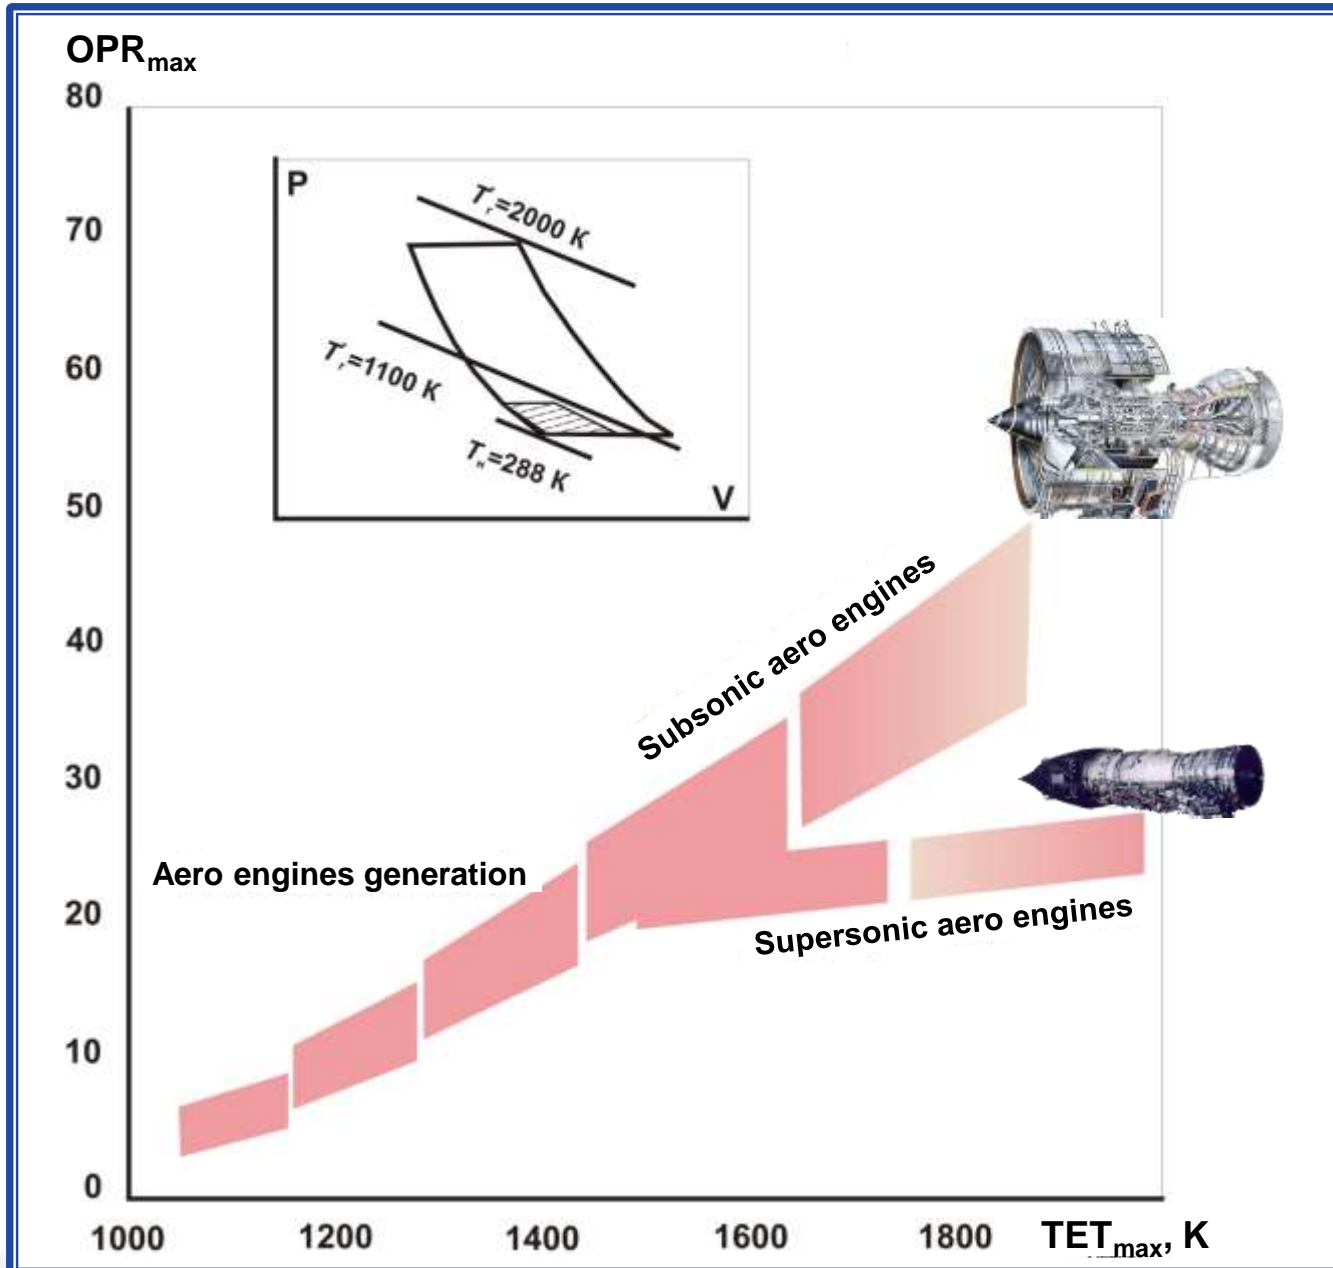 OPRmax
80
70
60
50
40
30
20
10
0
P
T*г=2000 K
T*г=1100 K
Tн=288 K
V
Subsonic aero engines
Aero engines generation
Supersonic aero engines
1000 1200 1400 1600 1800 TETmax, K